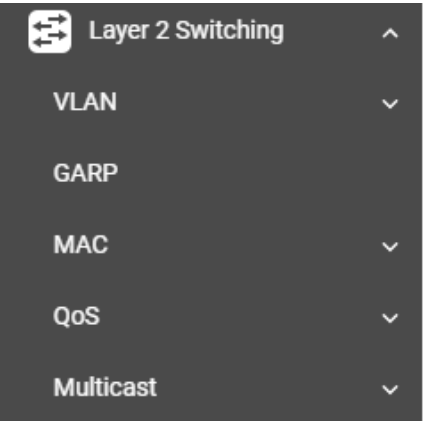 Layer 2 Switching
VLAN
GARP
MAC
QoS
Multicast